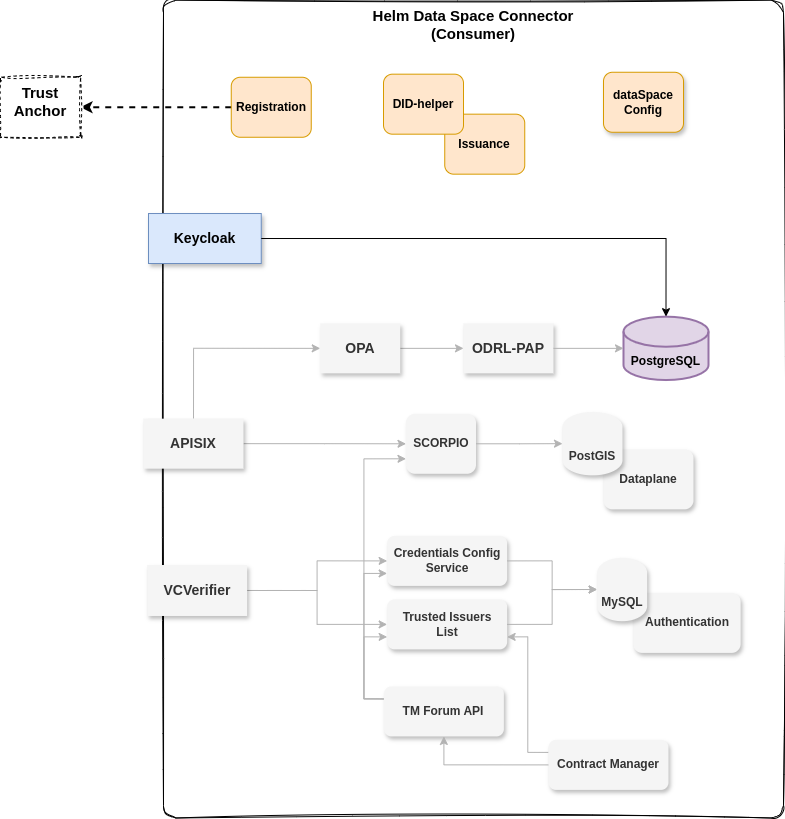 Helm Data Space Connector
(Consumer)
Trust
Anchor
Registration
DID-helper
Issuance
dataSpace
Config
Keycloak
OPA
ODRL-PAP
PostgreSQL
APISIX
SCORPIO
PostGIS
Dataplane
VCVerifier
Credentials Config
Service
Trusted Issuers
List
MySQL
Authentication
TM Forum API
Contract Manager